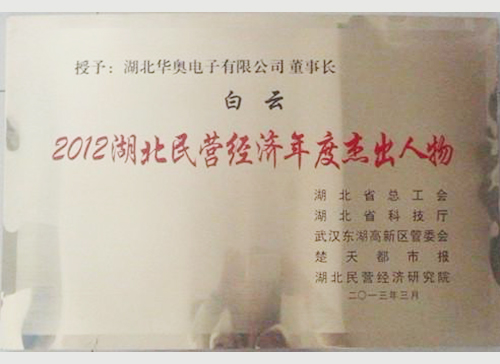 授予：湖北华奥电子有限公司董事长
白云
2012湖北民营经济年度杰出人物
湖北省总工会
湖北省科技厅
武汉东湖高新区管委会
楚天都市报
湖北民营经济研究院
二〇一三年三月